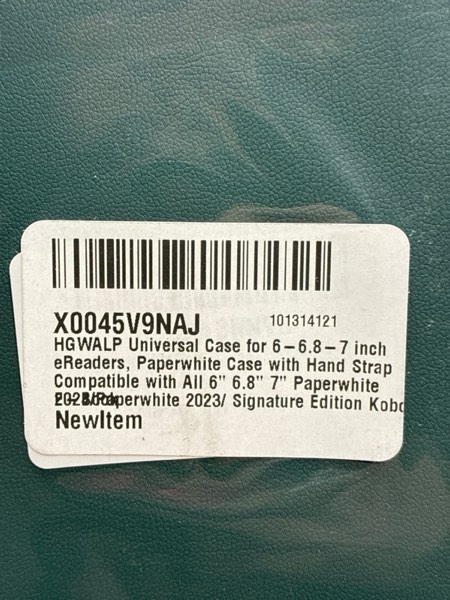 X0045V9NAJ 101314121
HGWALP Universal Case for 6-6.8-7 inch
eReaders, Paperwhite Case with Hand Strap
Compatible with All 6" 6.8" 7" Paperwhite
Paperwhite 2023/ Signature Edition Kobo
NewItem